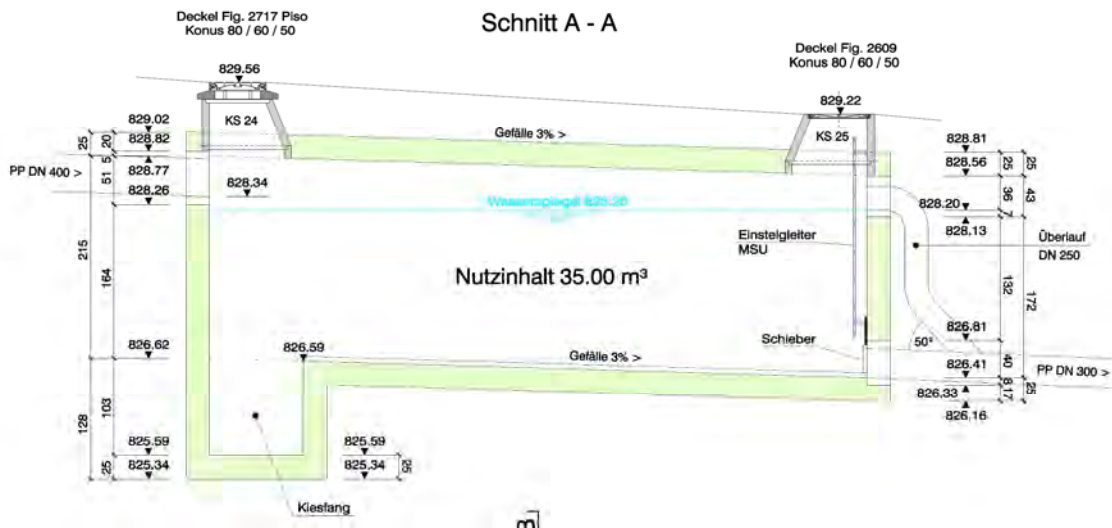 Schnitt A - A
Deckel Fig. 2717 Piso
Konus 80 / 60 / 50
Deckel Fig. 2609
Konus 80 / 60 / 50
829.56
829.22
KS 24
KS 25
829.02
828.82
828.77
828.26
828.34
25
20
5
51
PP DN 400 >
Gefälle 3% >
828.81
828.56
828.20
828.13
25
25
36
43
7
Wasserspiegel 828.20
Einsteigleiter
MSU
Überlauf
DN 250
Nutzinhalt 35.00 m³
215
164
132
172
826.62
826.59
Gefälle 3% >
Schieber
50°
826.81
826.41
826.33
826.16
40
8
17
25
PP DN 300 >
128
103
25
825.59
825.34
825.59
825.34
25
Kiesfang